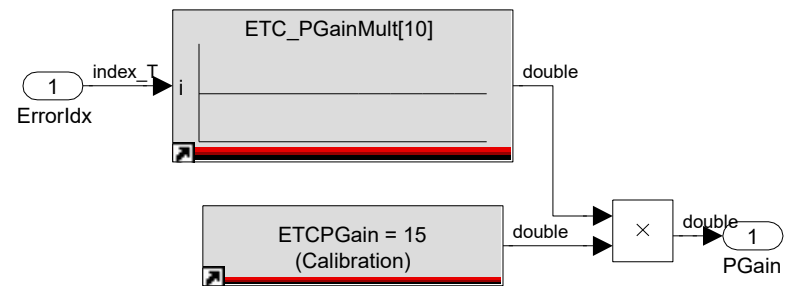 ETC_PGainMult[10]
index_T
i
double
1
ErrorIdx
ETCPGain = 15
(Calibration)
double
×
double
1
PGain